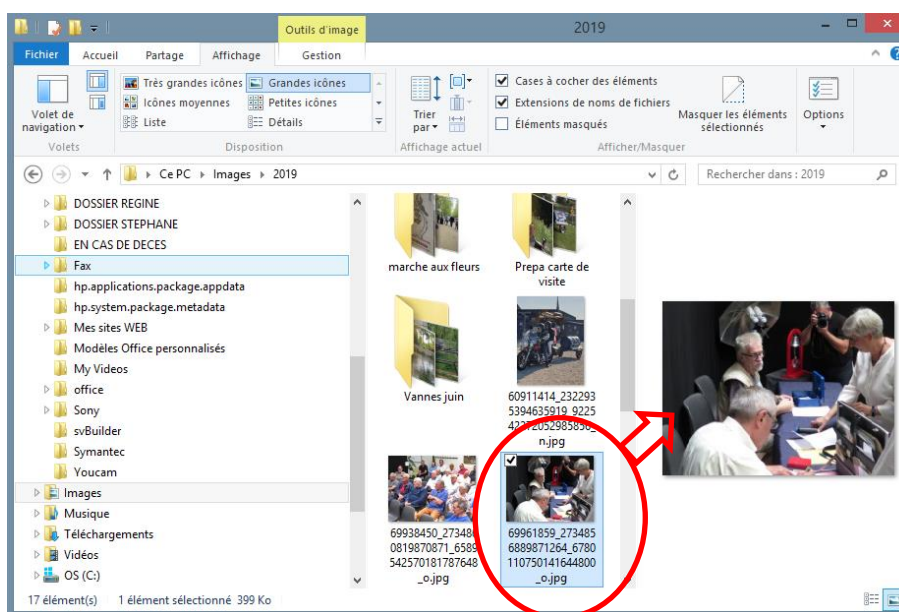 Outils d'image
2019
Fichier
Accueil
Partage
Affichage
Gestion
Volet de
navigation
Très grandes icônes
Grandes icônes
Icônes moyennes
Petites icônes
Liste
Détails
Trier
par
Cases à cocher des éléments
Extensions de noms de fichiers
Éléments masqués
Masquer les éléments
sélectionnés
Options
Volets
Disposition
Affichage actuel
Afficher/Masquer
Ce PC
Images
2019
Rechercher dans : 2019
DOSSIER REGINE
DOSSIER STEPHANE
EN CAS DE DECES
Fax
hp.applications.package.appdata
hp.system.package.metadata
Mes sites WEB
Modèles Office personnalisés
My Videos
office
Sony
svBuilder
Symantec
Youcam
Images
Musique
Téléchargements
Vidéos
OS (C:)
marche aux fleurs
Prepa carte de
visite
Vannes juin
60911414_232293
5394635919_9225
n.jpg
69938450_27348
0819870871_6589
542570181787648
_o.jpg
69961859_273485
6889871264_6780
110750141644800
_o.jpg
17 élément(s)
1 élément sélectionné 399 Ko